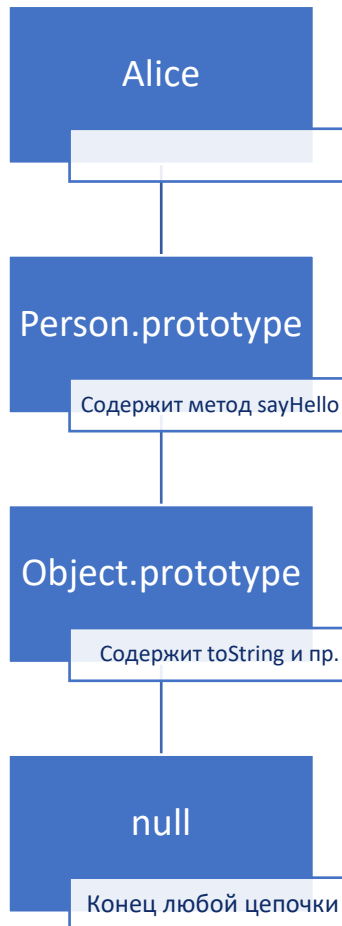 Alice
Person.prototype
Содержит метод sayHello
Object.prototype
Содержит toString и пр.
null
Конец любой цепочки